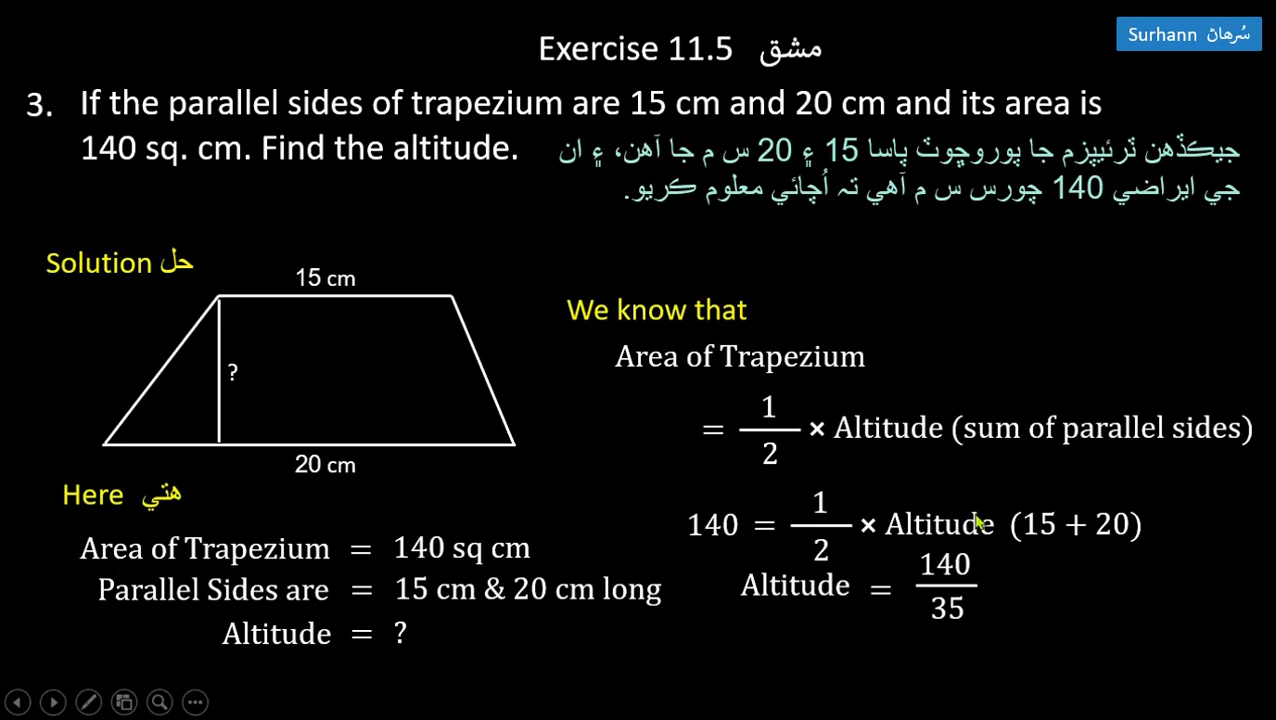 Surhann سُرهاڻ
Exercise 11.5 مشق
3. If the parallel sides of trapezium are 15 cm and 20 cm and its area is
140 sq. cm. Find the altitude.
جيڪڏهن ٽرئيپزم جا پوروڇوٽ پاسا 15 ۽ 20 س م جا آهن، ۽ ان
جي ايراضي 140 چورس س م آهي تہ اُچائي معلوم ڪريو.
Solution حل
15 cm
?
20 cm
Here هتي
Area of Trapezium = 140 sq cm
Parallel Sides are = 15 cm & 20 cm long
Altitude = ?
We know that
Area of Trapezium
= 1/2 × Altitude (sum of parallel sides)
140 = 1/2 × Altitude (15 + 20)
Altitude = 140/35